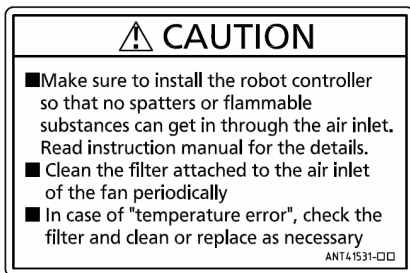 ⚠ CAUTION
■Make sure to install the robot controller
so that no spatters or flammable
substances can get in through the air inlet.
Read instruction manual for the details.
■ Clean the filter attached to the air inlet
of the fan periodically
■ In case of "temperature error", check the
filter and clean or replace as necessary
ANT41531-□□